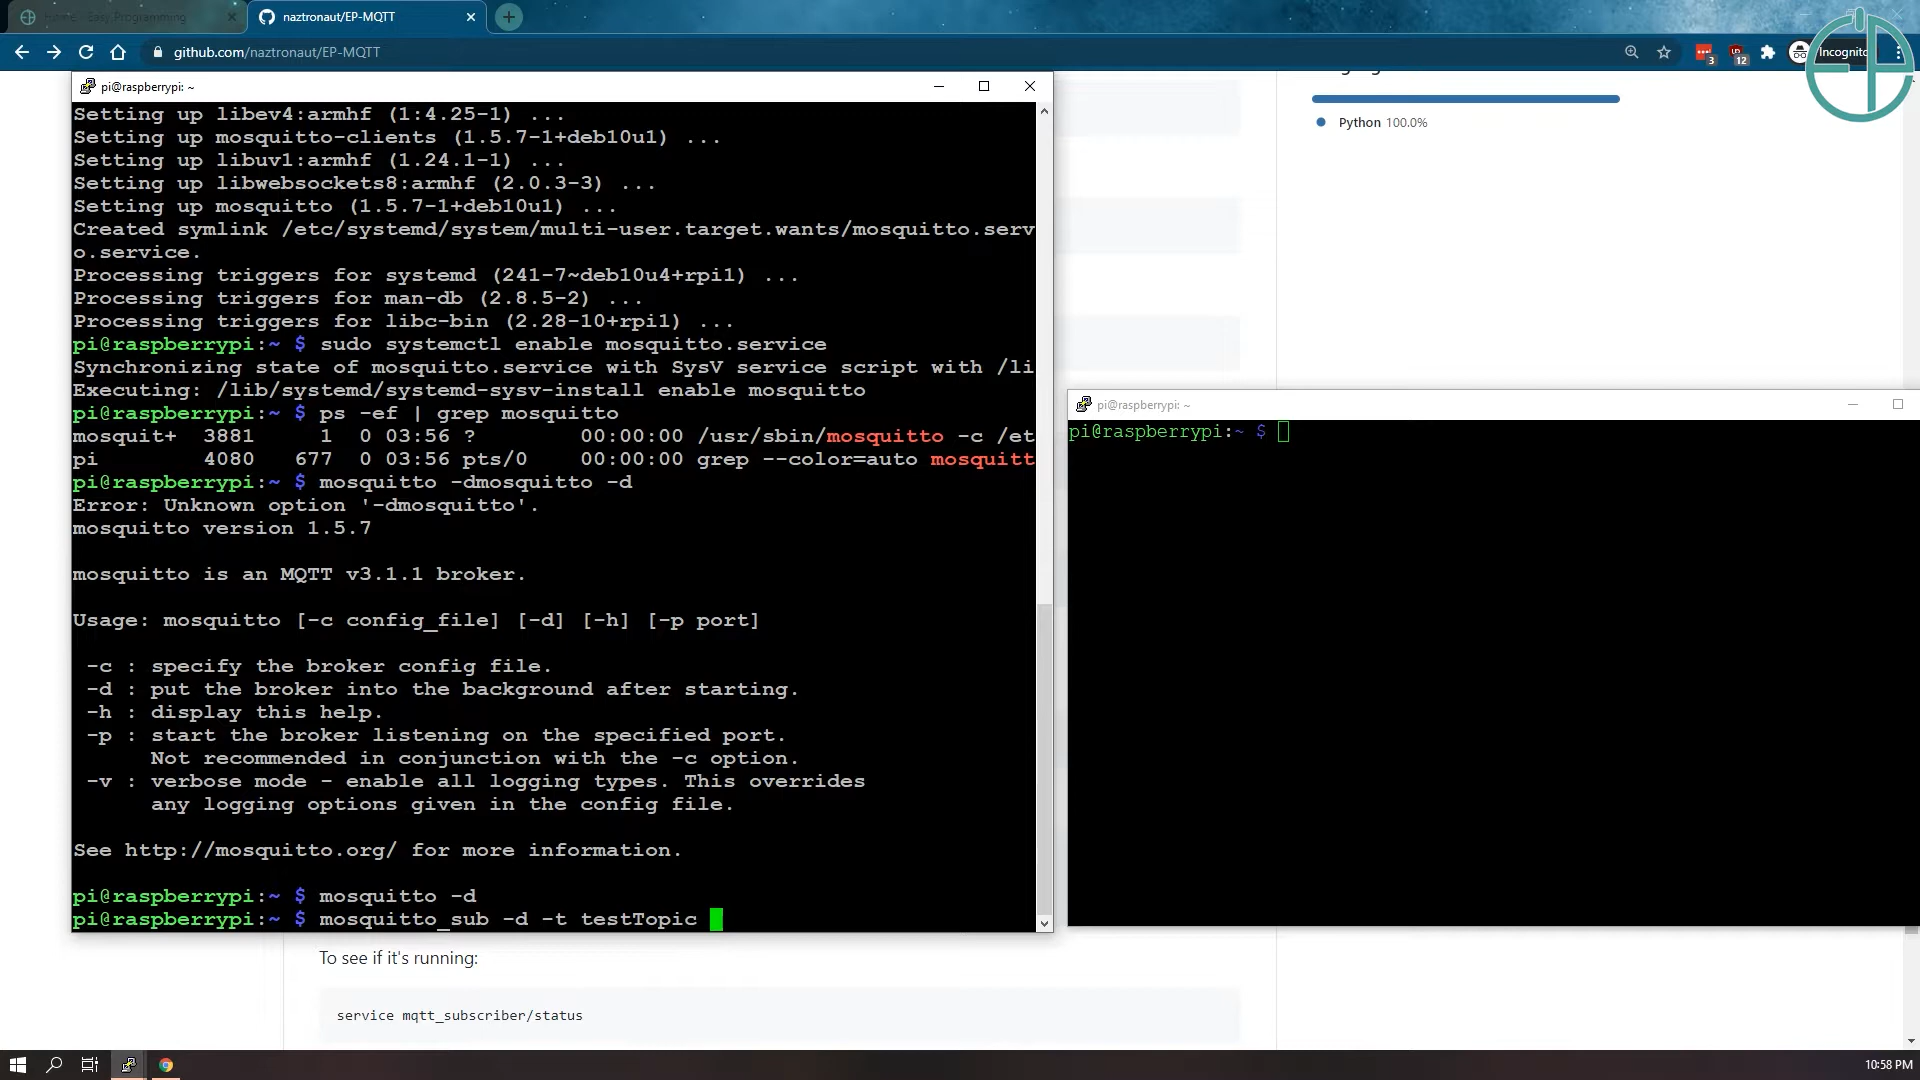 Home - Easy Programming
naztronaut/EP-MQTT
github.com/naztronaut/EP-MQTT
3
12
Incognito
pi@raspberrypi: ~
Setting up libev4:armhf (1:4.25-1) ...
Setting up mosquitto-clients (1.5.7-1+deb10u1) ...
Setting up libuv1:armhf (1.24.1-1) ...
Setting up libwebsockets8:armhf (2.0.3-3) ...
Setting up mosquitto (1.5.7-1+deb10u1) ...
Created symlink /etc/systemd/system/multi-user.target.wants/mosquitto.serv
o.service.
Processing triggers for systemd (241-7~deb10u4+rpi1) ...
Processing triggers for man-db (2.8.5-2) ...
Processing triggers for libc-bin (2.28-10+rpi1) ...
pi@raspberrypi:~ $ sudo systemctl enable mosquitto.service
Synchronizing state of mosquitto.service with SysV service script with /li
Executing: /lib/systemd/systemd-sysv-install enable mosquitto
pi@raspberrypi:~ $ ps -ef | grep mosquitto
mosquit+  3881     1  0 03:56 ?        00:00:00 /usr/sbin/mosquitto -c /et
pi        4080   677  0 03:56 pts/0    00:00:00 grep --color=auto mosquitt
pi@raspberrypi:~ $ mosquitto -dmosquitto -d
Error: Unknown option '-dmosquitto'.
mosquitto version 1.5.7
mosquitto is an MQTT v3.1.1 broker.
Usage: mosquitto [-c config_file] [-d] [-h] [-p port]
-c : specify the broker config file.
-d : put the broker into the background after starting.
-h : display this help.
-p : start the broker listening on the specified port.
Not recommended in conjunction with the -c option.
-v : verbose mode - enable all logging types. This overrides
any logging options given in the config file.
See http://mosquitto.org/ for more information.
pi@raspberrypi:~ $ mosquitto -d
pi@raspberrypi:~ $ mosquitto_sub -d -t testTopic
Python 100.0%
pi@raspberrypi: ~
pi@raspberrypi:~ $
To see if it's running:
service mqtt_subscriber/status
10:58 PM